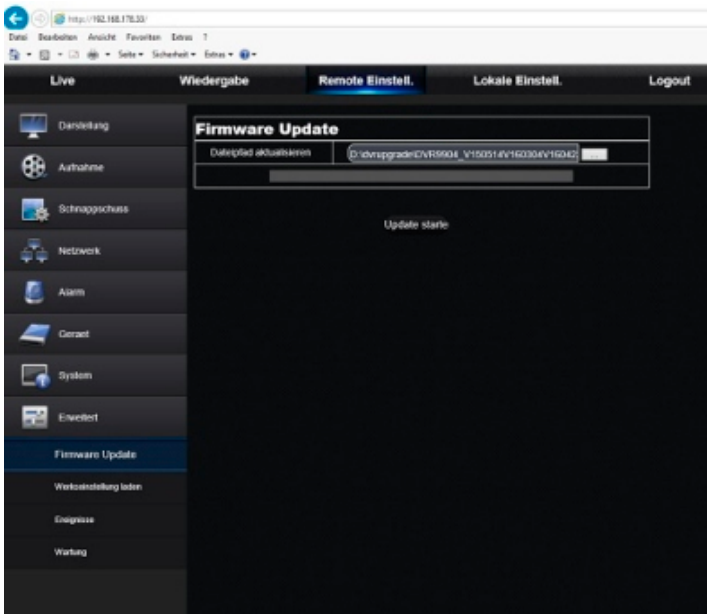 http://192.168.178.33/
Datei Bearbeiten Ansicht Favoriten Extras ?
Seite Sicherheit Extras
Live Wiedergabe Remote Einstell. Lokale Einstell. Logout
Darstellung
Aufnahme
Schnappschuss
Netzwerk
Alarm
Geraet
System
Erweitert
Firmware Update
Werkseinstellung laden
Ereignisse
Wartung
Firmware Update
Dateipfad aktualisieren D:\dvrupgrade\DVR9904_V150514V160304V16042 ...
Update starte